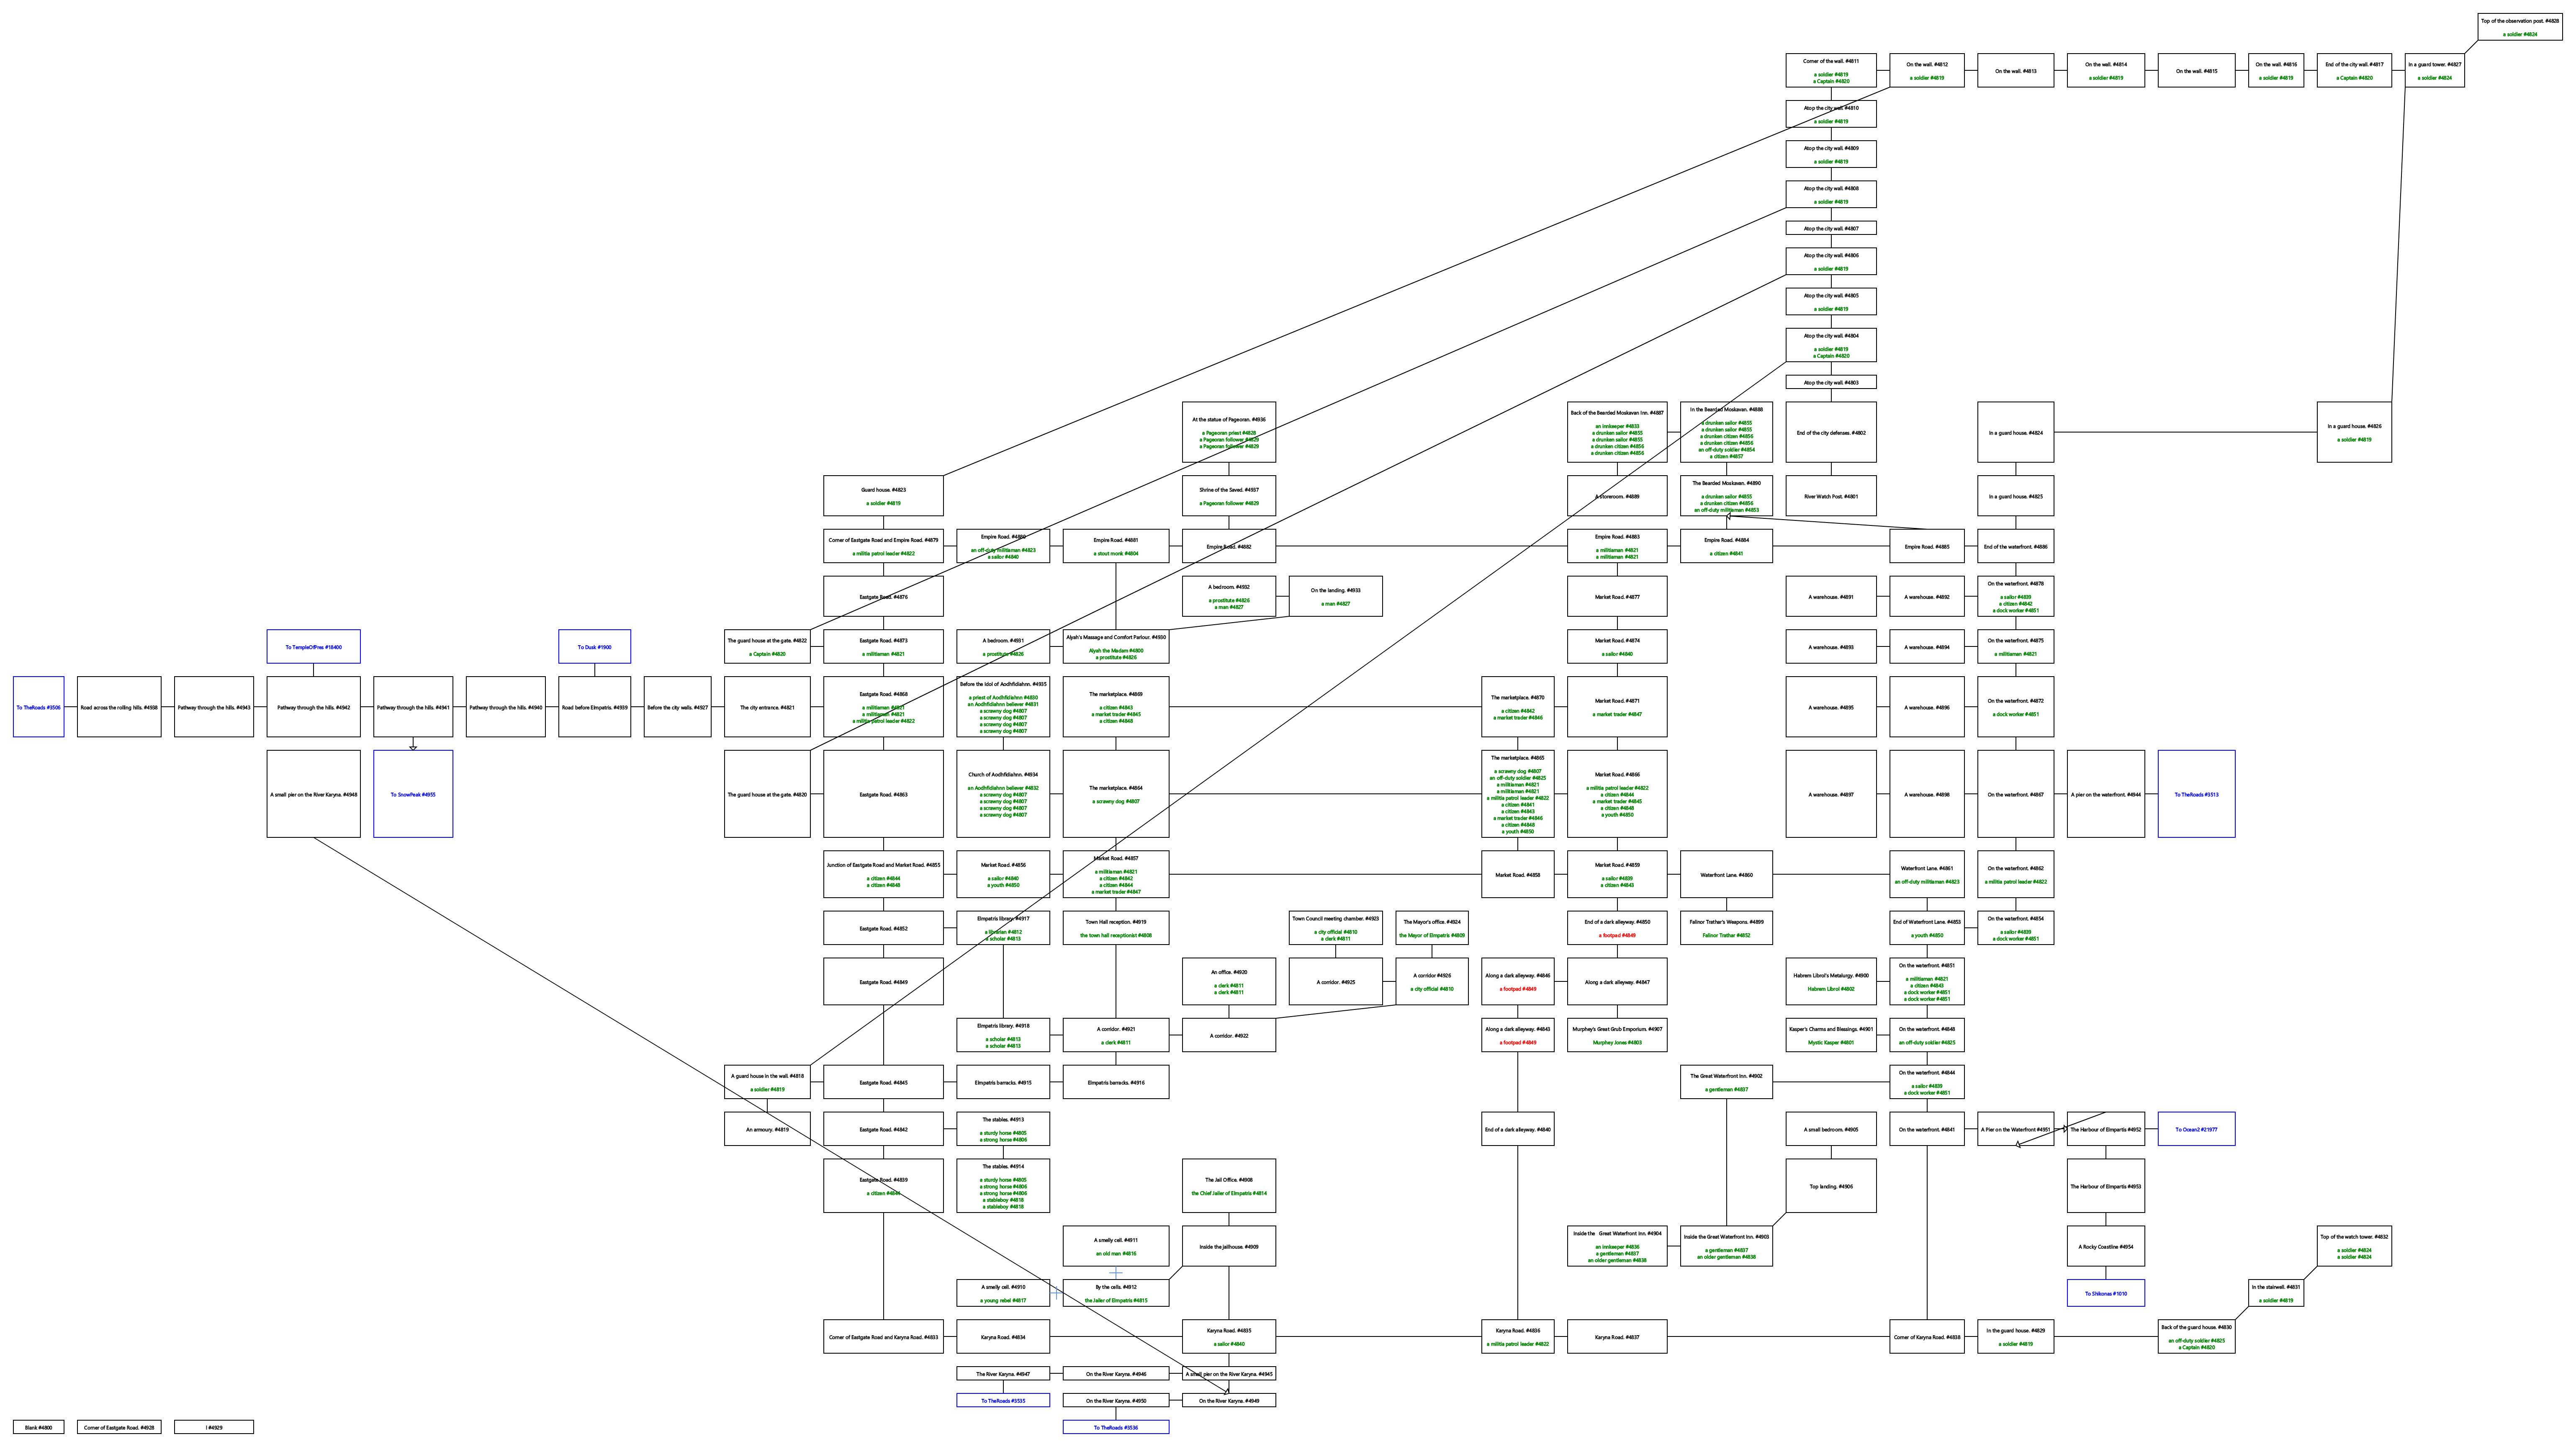 Top of the observation post. #4828
a soldier #4824
Corner of the wall. #4811
a soldier #4819
a Captain #4820
On the wall. #4812
a soldier #4819
On the wall. #4813
On the wall. #4814
a soldier #4819
On the wall. #4815
On the wall. #4816
a soldier #4819
End of the city wall. #4817
a Captain #4820
In a guard tower. #4827
a soldier #4824
Atop the city wall. #4810
a soldier #4819
Atop the city wall. #4809
a soldier #4819
Atop the city wall. #4808
a soldier #4819
Atop the city wall. #4807
Atop the city wall. #4806
a soldier #4819
Atop the city wall. #4805
a soldier #4819
Atop the city wall. #4804
a soldier #4819
a Captain #4820
Atop the city wall. #4803
At the statue of Pageoran. #4936
a Pageoran priest #4828
a Pageoran follower #4829
a Pageoran follower #4829
Back of the Bearded Moskavan Inn. #4887
an innkeeper #4833
a drunken sailor #4855
a drunken sailor #4855
a drunken citizen #4856
a drunken citizen #4856
In the Bearded Moskavan. #4888
a drunken sailor #4855
a drunken sailor #4855
a drunken citizen #4856
a drunken citizen #4856
an off-duty soldier #4854
a citizen #4857
End of the city defenses. #4802
In a guard house. #4824
In a guard house. #4826
a soldier #4819
Guard house. #4823
a soldier #4819
Shrine of the Saved. #4937
a Pageoran follower #4829
A storeroom. #4889
The Bearded Moskavan. #4890
a drunken sailor #4855
a drunken citizen #4856
an off-duty militiaman #4853
River Watch Post. #4801
In a guard house. #4825
Corner of Eastgate Road and Empire Road. #4879
a militia patrol leader #4822
Empire Road. #4880
an off-duty militiaman #4823
a sailor #4840
Empire Road. #4881
a stout monk #4804
Empire Road. #4882
Empire Road. #4883
a militiaman #4821
a militiaman #4821
Empire Road. #4884
a citizen #4841
Empire Road. #4885
End of the waterfront. #4886
Eastgate Road. #4876
A bedroom. #4932
a prostitute #4826
a man #4827
On the landing. #4933
a man #4827
Market Road. #4877
A warehouse. #4891
A warehouse. #4892
On the waterfront. #4878
a sailor #4839
a citizen #4842
a dock worker #4851
To TempleOfPres #18400
To Dusk #1900
The guard house at the gate. #4822
a Captain #4820
Eastgate Road. #4873
a militiaman #4821
A bedroom. #4931
a prostitute #4826
Alyah's Massage and Comfort Parlour. #4930
Alyah the Madam #4800
a prostitute #4826
Market Road. #4874
a sailor #4840
A warehouse. #4893
A warehouse. #4894
On the waterfront. #4875
a militiaman #4821
To TheRoads #3506
Road across the rolling hills. #4938
Pathway through the hills. #4943
Pathway through the hills. #4942
Pathway through the hills. #4941
Pathway through the hills. #4940
Road before Elmpatris. #4939
Before the city walls. #4927
The city entrance. #4821
Eastgate Road. #4868
a militiaman #4821
a militiaman #4821
a militia patrol leader #4822
Before the Idol of Aodhfidiahnn. #4935
a priest of Aodhfidiahnn #4830
an Aodhfidiahnn believer #4831
a scrawny dog #4807
a scrawny dog #4807
a scrawny dog #4807
a scrawny dog #4807
The marketplace. #4869
a citizen #4843
a market trader #4845
a citizen #4848
The marketplace. #4870
a citizen #4842
a market trader #4846
Market Road. #4871
a market trader #4847
A warehouse. #4895
A warehouse. #4896
On the waterfront. #4872
a dock worker #4851
A small pier on the River Karyna. #4948
To SnowPeak #4955
The guard house at the gate. #4820
Eastgate Road. #4863
Church of Aodhfidiahnn. #4934
an Aodhfidiahnn believer #4832
a scrawny dog #4807
a scrawny dog #4807
a scrawny dog #4807
a scrawny dog #4807
The marketplace. #4864
a scrawny dog #4807
The marketplace. #4865
a scrawny dog #4807
an off-duty soldier #4825
a militiaman #4821
a militiaman #4821
a militia patrol leader #4822
a citizen #4841
a citizen #4843
a market trader #4846
a citizen #4848
a youth #4850
Market Road. #4866
a militia patrol leader #4822
a citizen #4844
a market trader #4845
a citizen #4848
a youth #4850
A warehouse. #4897
A warehouse. #4898
On the waterfront. #4867
A pier on the waterfront. #4944
To TheRoads #3513
Junction of Eastgate Road and Market Road. #4855
a citizen #4844
a citizen #4848
Market Road. #4856
a sailor #4840
a youth #4850
Market Road. #4857
a militiaman #4821
a citizen #4842
a citizen #4844
a market trader #4847
Market Road. #4858
Market Road. #4859
a sailor #4839
a citizen #4843
Waterfront Lane. #4860
Waterfront Lane. #4861
an off-duty militiaman #4823
On the waterfront. #4862
a militia patrol leader #4822
Eastgate Road. #4852
Elmpatris library. #4917
a librarian #4812
a scholar #4813
Town Hall reception. #4919
the town hall receptionist #4808
Town Council meeting chamber. #4923
a city official #4810
a clerk #4811
The Mayor's office. #4924
the Mayor of Elmpatris #4809
End of a dark alleyway. #4850
a footpad #4849
Falinor Trather's Weapons. #4899
Falinor Trathar #4852
End of Waterfront Lane. #4853
a youth #4850
On the waterfront. #4854
a sailor #4839
a dock worker #4851
Eastgate Road. #4849
An office. #4920
a clerk #4811
a clerk #4811
A corridor. #4925
A corridor #4926
a city official #4810
Along a dark alleyway. #4846
a footpad #4849
Along a dark alleyway. #4847
Habrem Librol's Metalurgy. #4900
Habrem Librol #4802
On the waterfront. #4851
a militiaman #4821
a citizen #4843
a dock worker #4851
a dock worker #4851
Elmpatris library. #4918
a scholar #4813
a scholar #4813
A corridor. #4921
a clerk #4811
A corridor. #4922
Along a dark alleyway. #4843
a footpad #4849
Murphey's Great Grub Emporium. #4907
Murphey Jones #4803
Kasper's Charms and Blessings. #4901
Mystic Kasper #4801
On the waterfront. #4848
an off-duty soldier #4825
A guard house in the wall. #4818
a soldier #4819
Eastgate Road. #4845
Elmpatris barracks. #4915
Elmpatris barracks. #4916
The Great Waterfront Inn. #4902
a gentleman #4837
On the waterfront. #4844
a sailor #4839
a dock worker #4851
An armoury. #4819
Eastgate Road. #4842
The stables. #4913
a sturdy horse #4805
a strong horse #4806
End of a dark alleyway. #4840
A small bedroom. #4905
On the waterfront. #4841
A Pier on the Waterfront #4951
The Harbour of Elmpartis #4952
To Ocean2 #21977
Eastgate Road. #4839
a citizen #4844
The stables. #4914
a sturdy horse #4805
a strong horse #4806
a strong horse #4806
a stableboy #4818
a stableboy #4818
The Jail Office. #4908
the Chief Jailer of Elmpatris #4814
Top landing. #4906
The Harbour of Elmpartis #4953
A smelly cell. #4911
an old man #4816
Inside the jailhouse. #4909
Inside the  Great Waterfront Inn. #4904
an innkeeper #4836
a gentleman #4837
an older gentleman #4838
Inside the Great Waterfront Inn. #4903
a gentleman #4837
an older gentleman #4838
A Rocky Coastline #4954
Top of the watch tower. #4832
a soldier #4824
a soldier #4824
A smelly cell. #4910
a young rebel #4817
By the cells. #4912
the Jailer of Elmpatris #4815
To Shikonas #1010
In the stairwell. #4831
a soldier #4819
Corner of Eastgate Road and Karyna Road. #4833
Karyna Road. #4834
Karyna Road. #4835
a sailor #4840
Karyna Road. #4836
a militia patrol leader #4822
Karyna Road. #4837
Corner of Karyna Road. #4838
In the guard house. #4829
a soldier #4819
Back of the guard house. #4830
an off-duty soldier #4825
a Captain #4820
The River Karyna. #4947
On the River Karyna. #4946
A small pier on the River Karyna. #4945
To TheRoads #3535
On the River Karyna. #4950
On the River Karyna. #4949
Blank #4800
Corner of Eastgate Road. #4928
I #4929
To TheRoads #3536